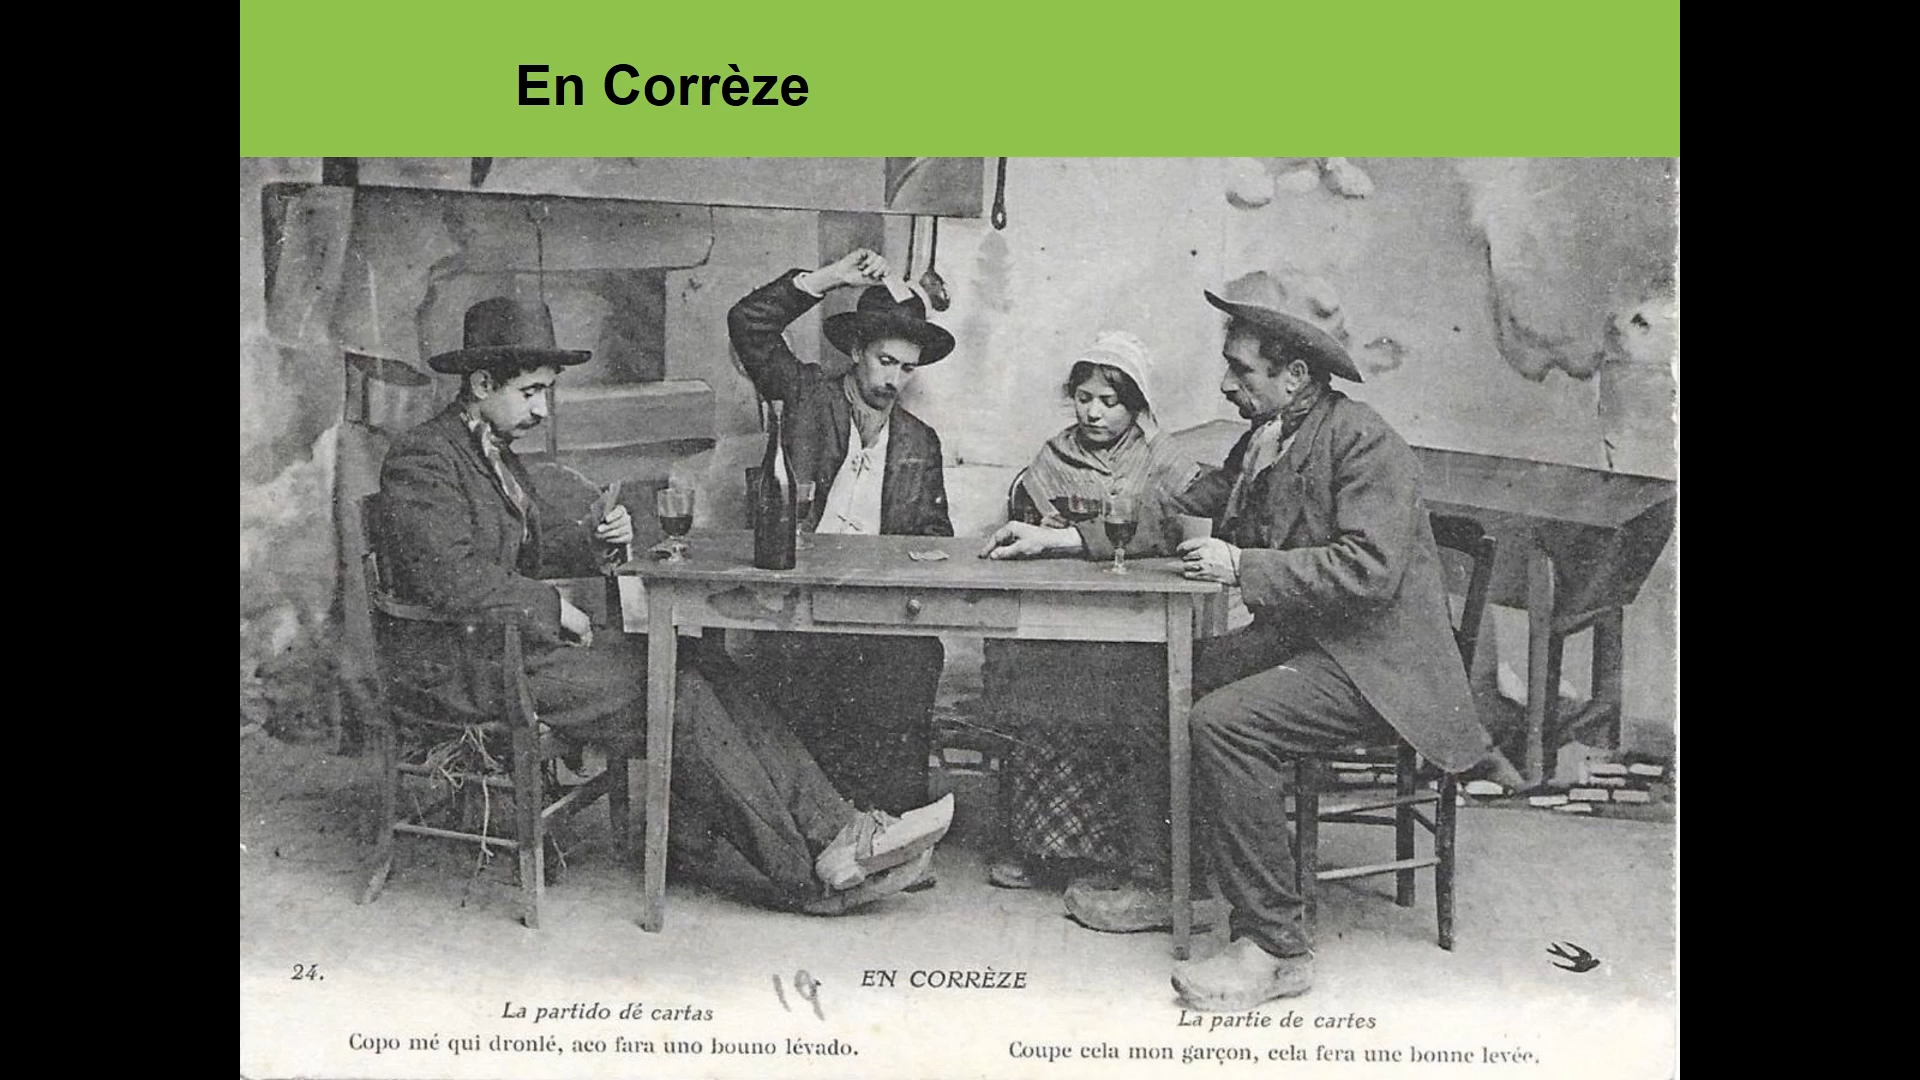 En Corrèze
24.
19
EN CORRÈZE
La partido dé cartas
Copo mé qui dronlé, aco fara uno bouno lévado.
La partie de cartes
Coupe cela mon garçon, cela fera une bonne levée.